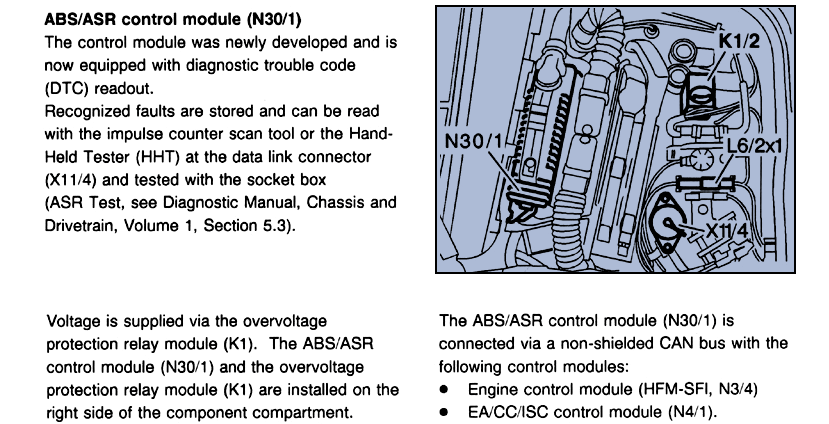 ABS/ASR control module (N30/1)
The control module was newly developed and is
now equipped with diagnostic trouble code
(DTC) readout.
Recognized faults are stored and can be read
with the impulse counter scan tool or the Hand-
Held Tester (HHT) at the data link connector
(X11/4) and tested with the socket box
(ASR Test, see Diagnostic Manual, Chassis and
Drivetrain, Volume 1, Section 5.3).
K1/2
N30/1
L6/2x1
X11/4
Voltage is supplied via the overvoltage
protection relay module (K1).  The ABS/ASR
control module (N30/1) and the overvoltage
protection relay module (K1) are installed on the
right side of the component compartment.
The ABS/ASR control module (N30/1) is
connected via a non-shielded CAN bus with the
following control modules:
● Engine control module (HFM-SFI, N3/4)
● EA/CC/ISC control module (N4/1).